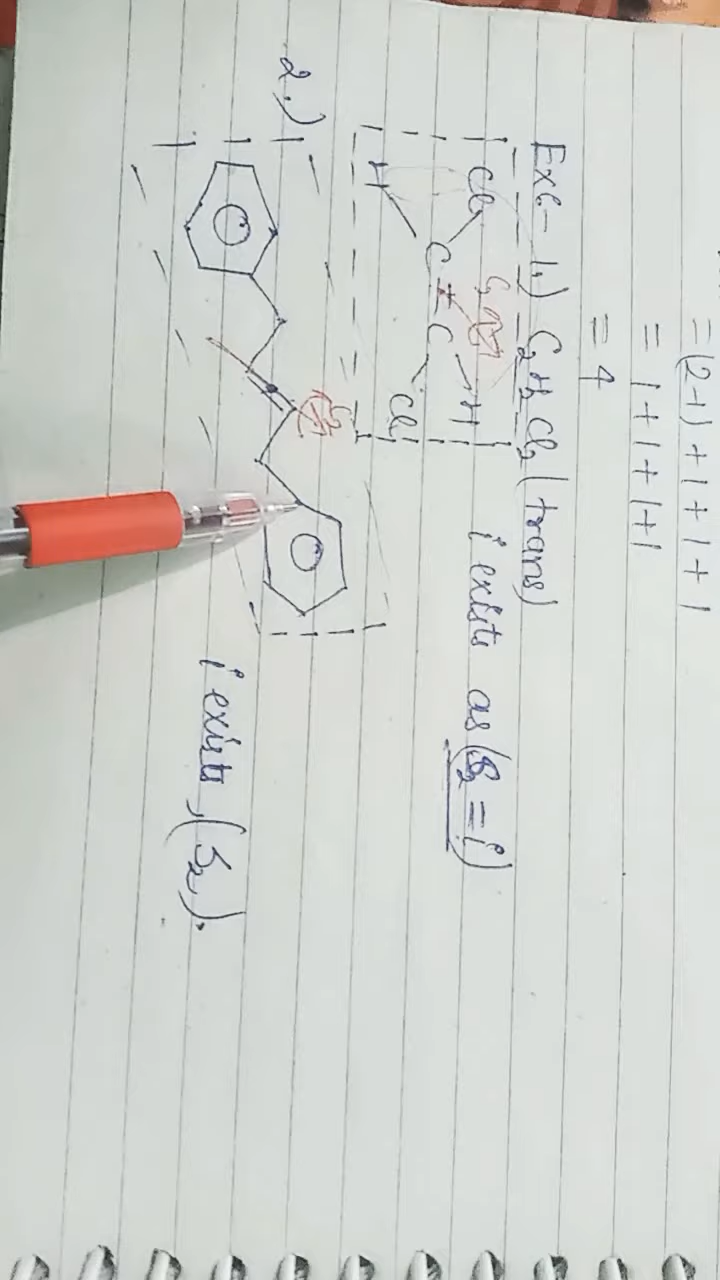 = (2-1) + 1 + 1 + 1
= 1 + 1 + 1 + 1
= 4
Ex:- 1.) C₂H₂Cl₂ (trans)
Cl H
C = C
H Cl
i exists as (S₂ = i)
2.)
i exists, (S₂).